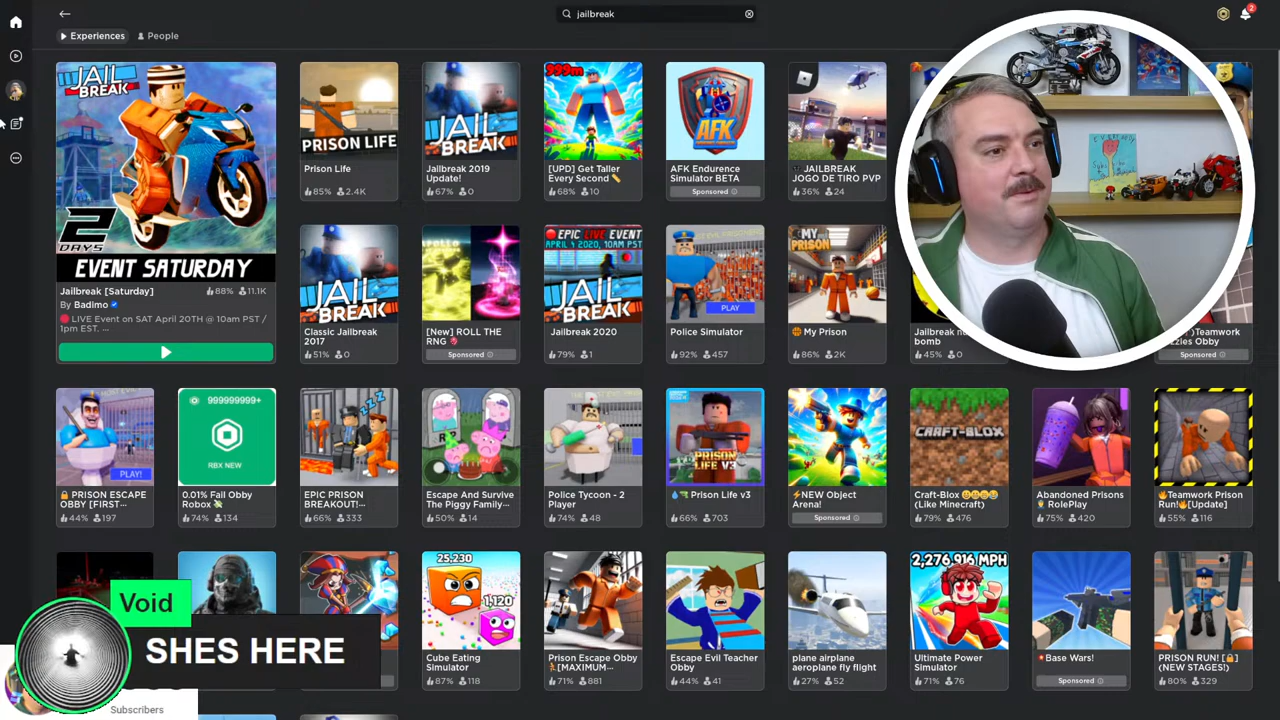 jailbreak
2
Experiences
People
JAIL
BREAK
2
DAYS
EVENT SATURDAY
Jailbreak [Saturday]
88% 11.1K
By Badimo
LIVE Event on SAT April 20TH @ 10am PST /
1pm EST. ...
PRISON LIFE
Prison Life
85% 2.4K
JAIL
BREAK
Jailbreak 2019
Update!
67% 0
999m
[UPD] Get Taller
Every Second
68% 10
AFK
AFK Endurence
Simulator BETA
Sponsored
JAILBREAK
JOGO DE TIRO PVP
36% 24
JAIL
BREAK
Classic Jailbreak
2017
51% 0
[New] ROLL THE
RNG
Sponsored
EPIC LIVE EVENT
APRIL 4 2020, 10AM PST
JAIL
BREAK
Jailbreak 2020
79% 1
PLAY
Police Simulator
92% 457
MY
PRISON
My Prison
86% 2K
bomb
45% 0
)Teamwork
Obby
Sponsored
PLAY!
PRISON ESCAPE
OBBY [FIRST...
44% 197
999999999+
RBX NEW
0.01% Fail Obby
Robox
74% 134
ZZZ
EPIC PRISON
BREAKOUT!...
66% 333
Escape And Survive
The Piggy Family...
50% 14
Police Tycoon - 2
Player
74% 48
PRISON
LIFE V3
Prison Life v3
66% 703
NEW Object
Arena!
Sponsored
CRAFT-BLOX
Craft-Blox
(Like Minecraft)
79% 476
Abandoned Prisons
RolePlay
75% 420
Teamwork Prison
Run! [Update]
55% 116
25.230
1,120
Cube Eating
Simulator
87% 118
Prison Escape Obby
[MAXIMUM...
71% 881
Escape Evil Teacher
Obby
44% 41
plane airplane
aeroplane fly flight
27% 52
2,276,916 MPH
Ultimate Power
Simulator
71% 76
Base Wars!
Sponsored
PRISON RUN! [ ]
(NEW STAGES!)
80% 329
Void
SHES HERE
Subscribers